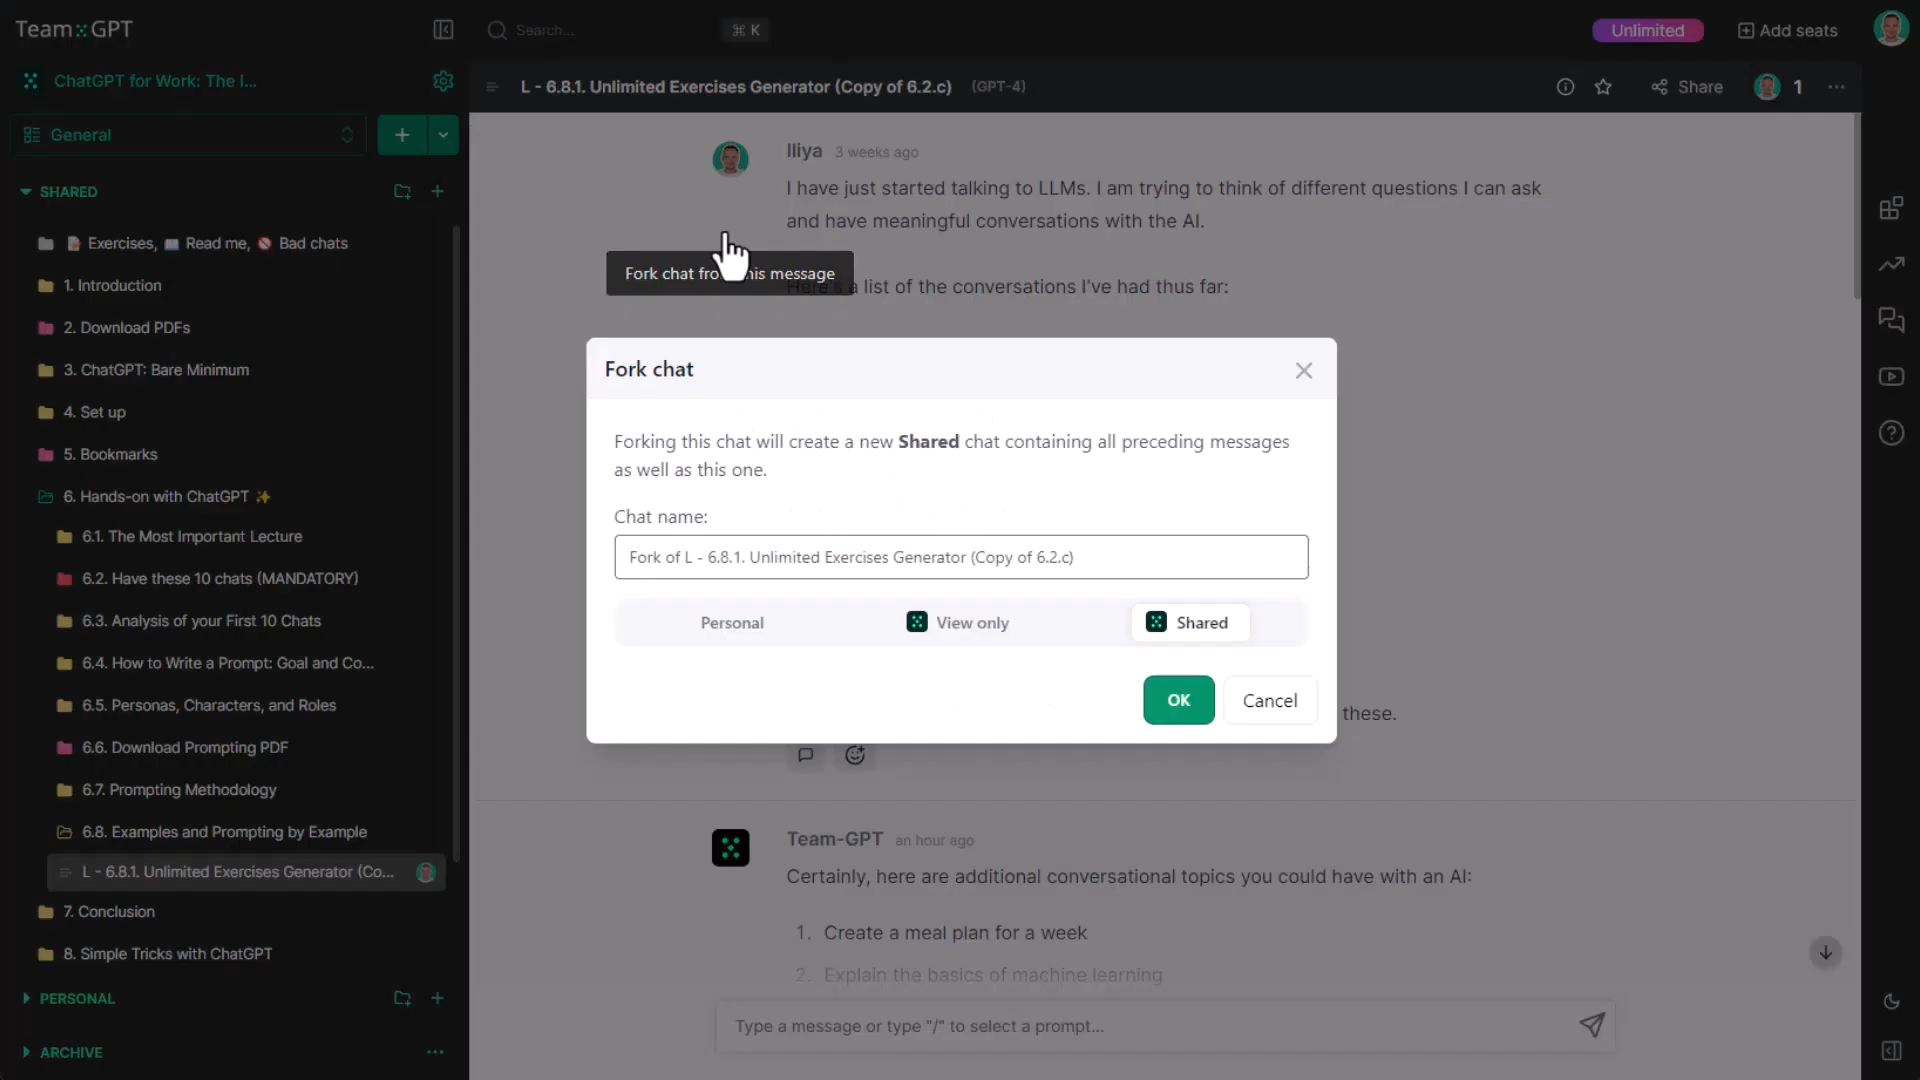 Team GPT
Search...
⌘ K
Unlimited
Add seats
ChatGPT for Work: The I...
L - 6.8.1. Unlimited Exercises Generator (Copy of 6.2.c)
(GPT-4)
Share
1
General
SHARED
Exercises, Read me, Bad chats
1. Introduction
2. Download PDFs
3. ChatGPT: Bare Minimum
4. Set up
5. Bookmarks
6. Hands-on with ChatGPT ✨
6.1. The Most Important Lecture
6.2. Have these 10 chats (MANDATORY)
6.3. Analysis of your First 10 Chats
6.4. How to Write a Prompt: Goal and Co...
6.5. Personas, Characters, and Roles
6.6. Download Prompting PDF
6.7. Prompting Methodology
6.8. Examples and Prompting by Example
L - 6.8.1. Unlimited Exercises Generator (Co...
7. Conclusion
8. Simple Tricks with ChatGPT
PERSONAL
ARCHIVE
Iliya 3 weeks ago
I have just started talking to LLMs. I am trying to think of different questions I can ask
and have meaningful conversations with the AI.
Fork chat from this message
Here's a list of the conversations I've had thus far:
Fork chat
Forking this chat will create a new Shared chat containing all preceding messages
as well as this one.
Chat name:
Fork of L - 6.8.1. Unlimited Exercises Generator (Copy of 6.2.c)
Personal
View only
Shared
OK
Cancel
these.
Team-GPT an hour ago
Certainly, here are additional conversational topics you could have with an AI:
1. Create a meal plan for a week
2. Explain the basics of machine learning
Type a message or type "/" to select a prompt...